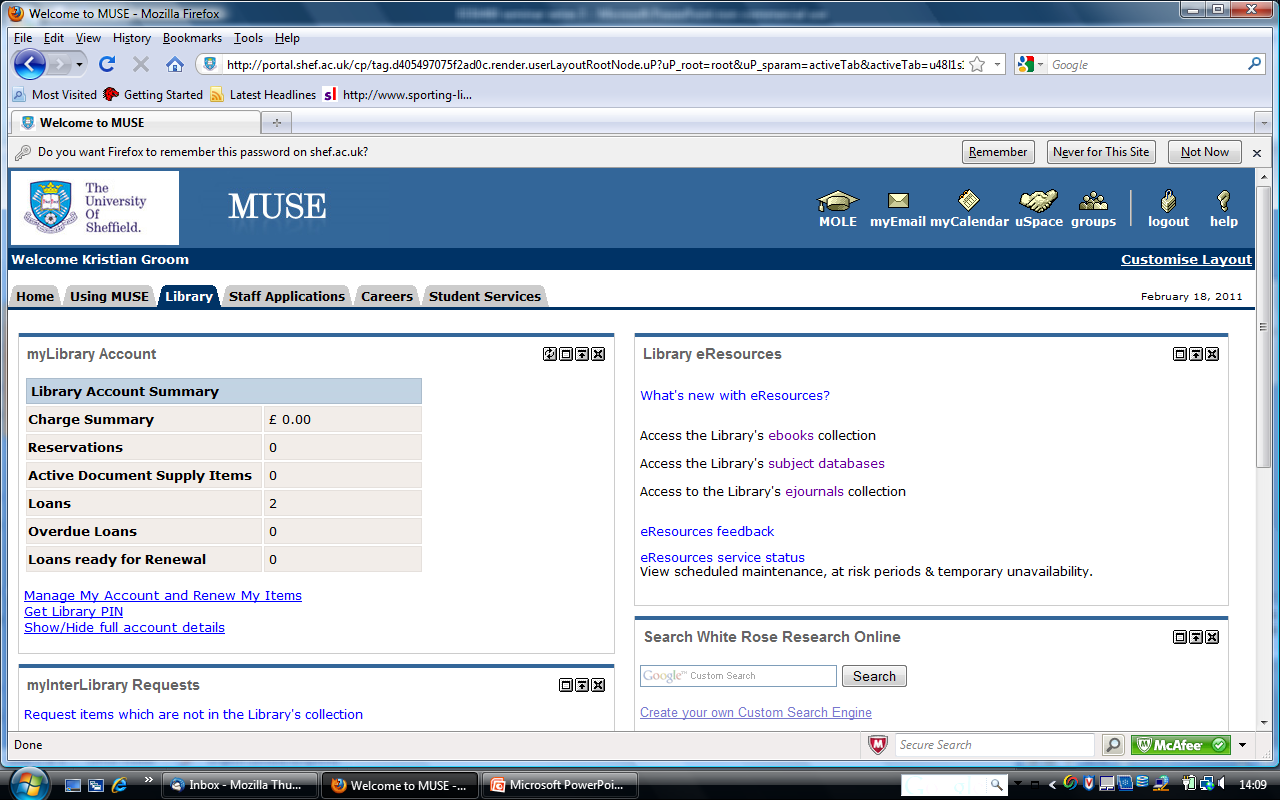 Welcome to MUSE - Mozilla Firefox
File Edit View History Bookmarks Tools Help
http://portal.shef.ac.uk/cp/tag.d405497075f2ad0c.render.userLayoutRootNode.uP?uP_root=root&uP_sparam=activeTab&activeTab=u48l1s
Google
Most Visited Getting Started Latest Headlines sl http://www.sporting-li...
Welcome to MUSE
Do you want Firefox to remember this password on shef.ac.uk? Remember Never for This Site Not Now
The University Of Sheffield.
MUSE
MOLE myEmail myCalendar uSpace groups logout help
Welcome Kristian Groom Customise Layout
Home Using MUSE Library Staff Applications Careers Student Services February 18, 2011
myLibrary Account
Library Account Summary
Charge Summary £ 0.00
Reservations 0
Active Document Supply Items 0
Loans 2
Overdue Loans 0
Loans ready for Renewal 0
Manage My Account and Renew My Items
Get Library PIN
Show/Hide full account details
myInterLibrary Requests
Request items which are not in the Library's collection
Library eResources
What's new with eResources?
Access the Library's ebooks collection
Access the Library's subject databases
Access to the Library's ejournals collection
eResources feedback
eResources service status
View scheduled maintenance, at risk periods & temporary unavailability.
Search White Rose Research Online
Google™ Custom Search Search
Create your own Custom Search Engine
Done Secure Search McAfee
Inbox - Mozilla Thu... Welcome to MUSE -... Microsoft PowerPoi... 14:09